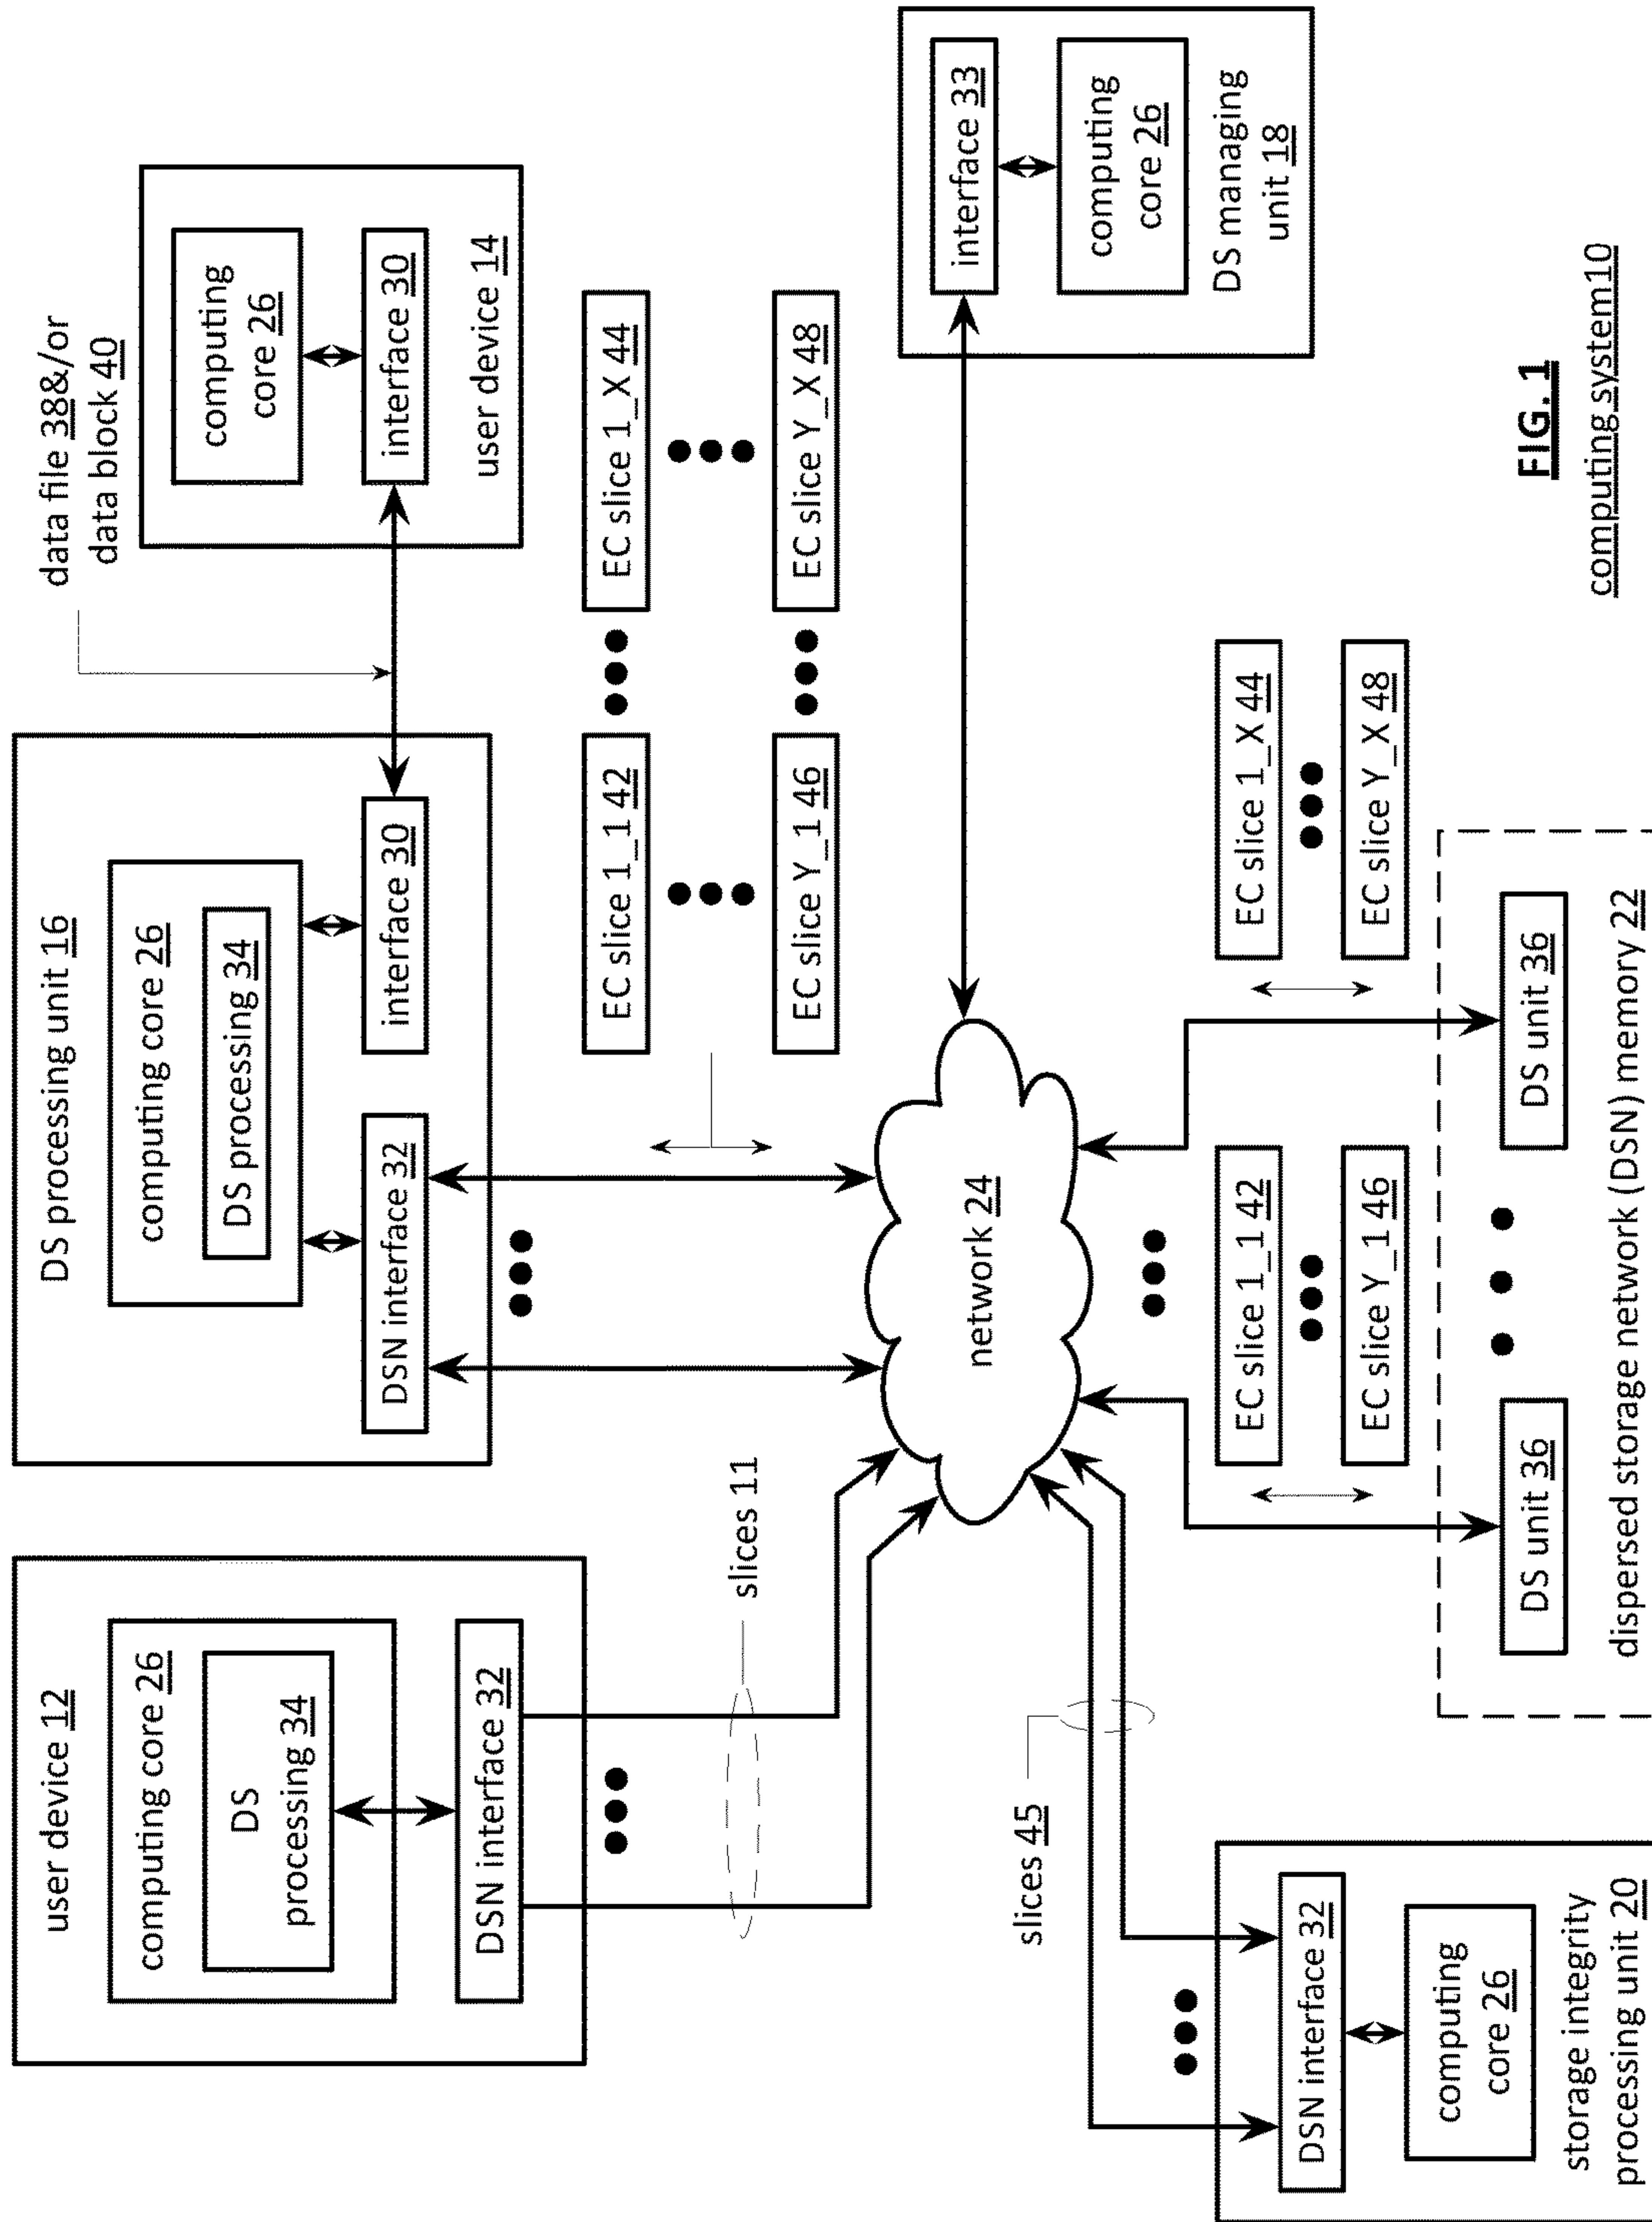 user device 12
computing core 26
DS
processing 34
DSN interface 32
slices 11
DS processing unit 16
computing core 26
DS processing 34
DSN interface 32
interface 30
data file 38&/or
data block 40
computing
core 26
interface 30
user device 14
EC slice 1_1 42
EC slice 1_X 44
EC slice Y_1 46
EC slice Y_X 48
network 24
interface 33
computing
core 26
DS managing
unit 18
slices 45
DSN interface 32
computing
core 26
storage integrity
processing unit 20
EC slice 1_1 42
EC slice Y_1 46
EC slice 1_X 44
EC slice Y_X 48
DS unit 36
DS unit 36
dispersed storage network (DSN) memory 22
FIG. 1
computing system10